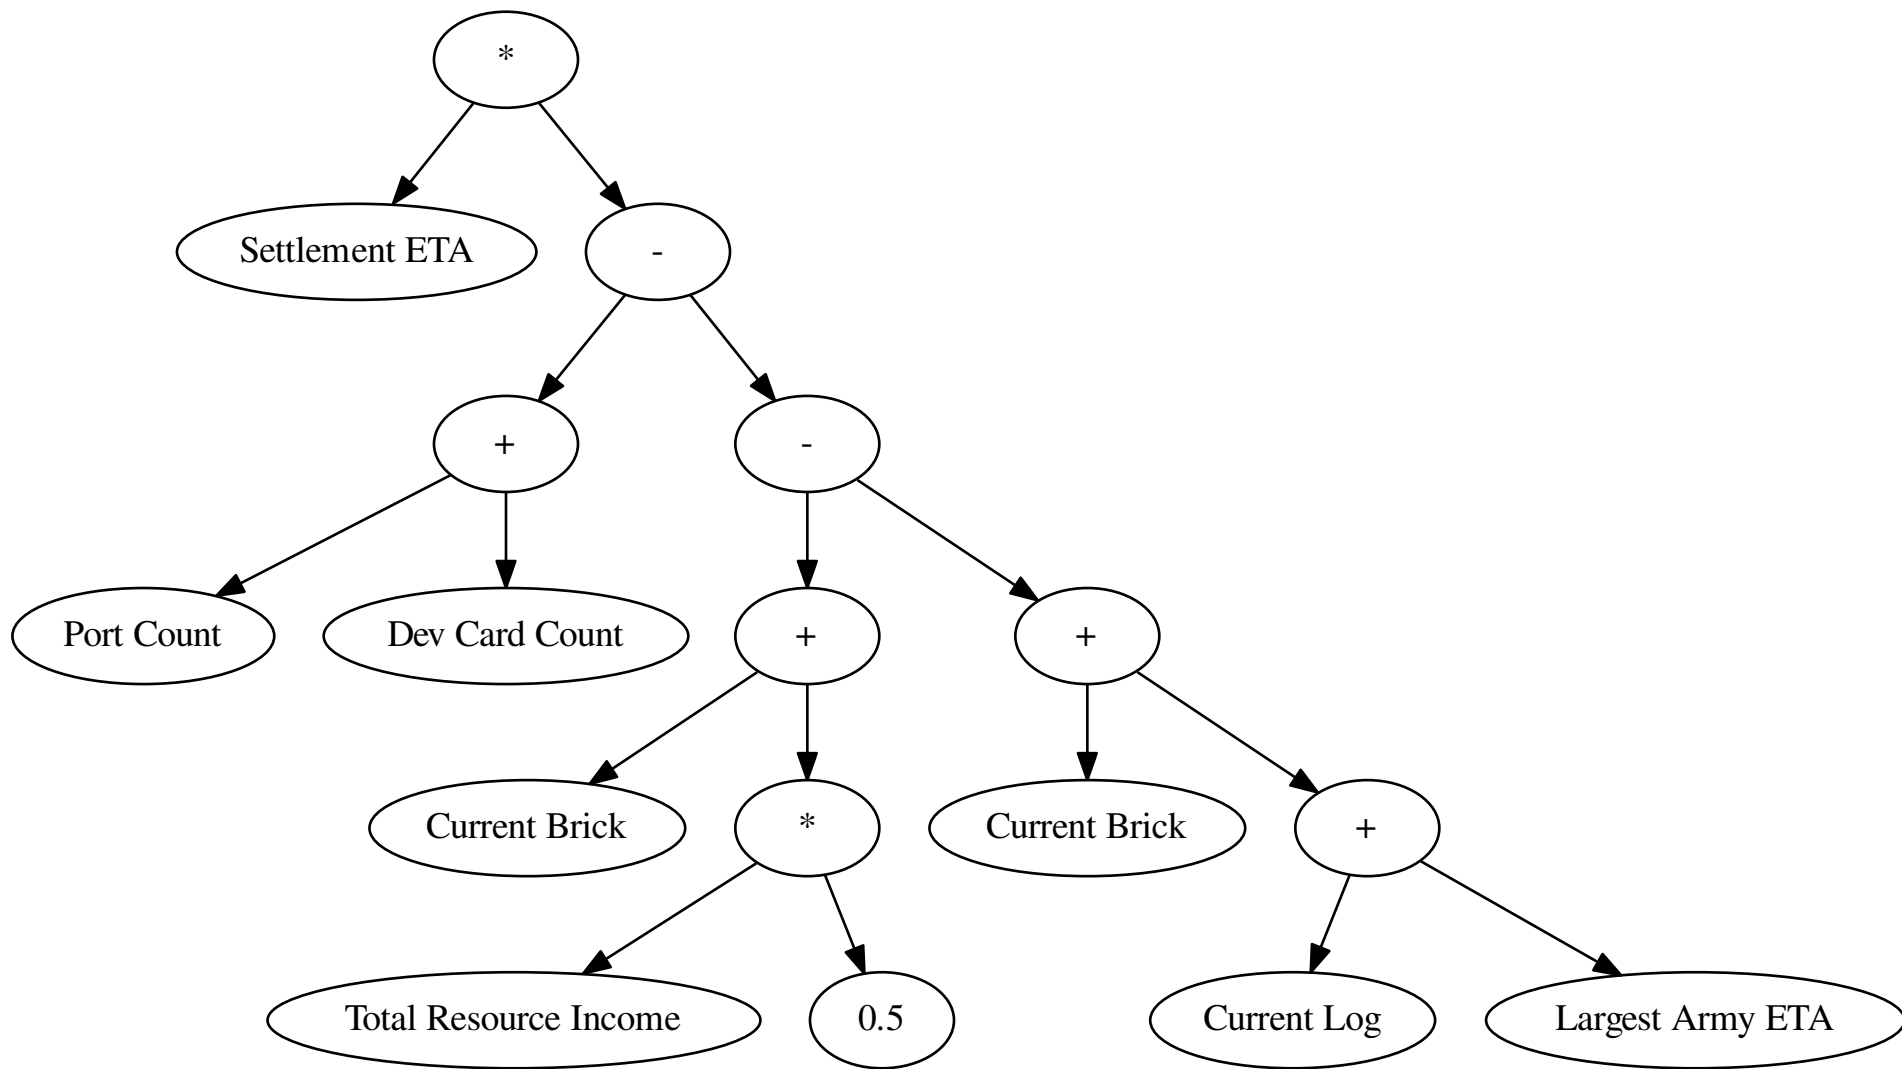 *
Settlement ETA
-
+
-
Port Count
Dev Card Count
+
+
Current Brick
*
Current Brick
+
Total Resource Income
0.5
Current Log
Largest Army ETA